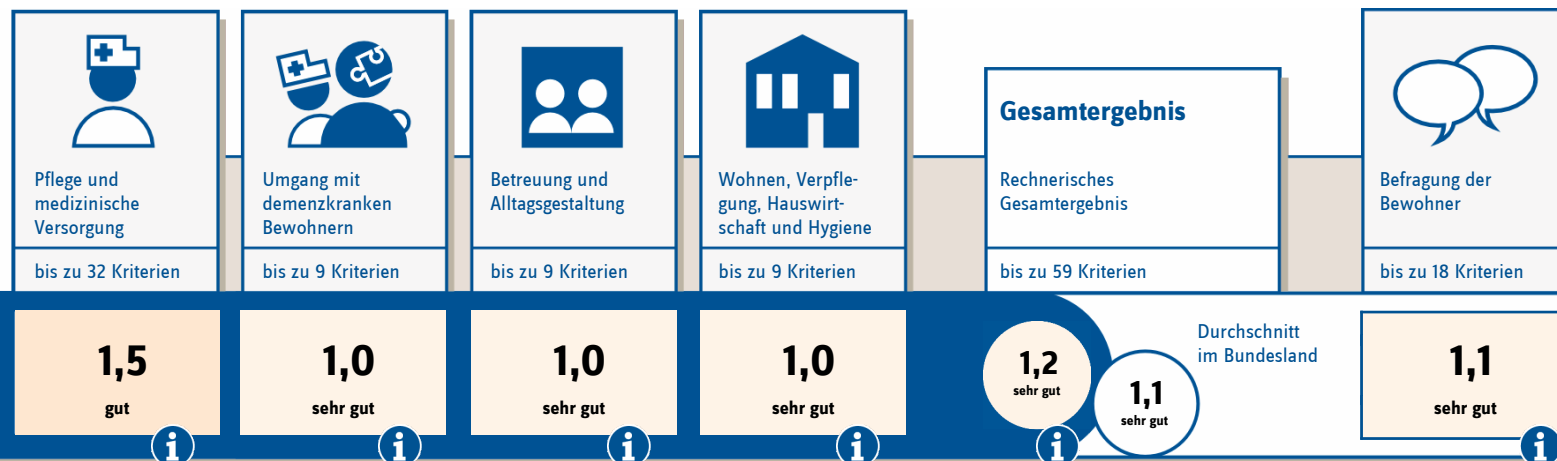 Pflege und
medizinische
Versorgung
bis zu 32 Kriterien
1,5
gut
i
Umgang mit
demenzkranken
Bewohnern
bis zu 9 Kriterien
1,0
sehr gut
i
Betreuung und
Alltagsgestaltung
bis zu 9 Kriterien
1,0
sehr gut
i
Wohnen, Verpfle-
gung, Hauswirt-
schaft und Hygiene
bis zu 9 Kriterien
1,0
sehr gut
i
Gesamtergebnis
Rechnerisches
Gesamtergebnis
bis zu 59 Kriterien
1,2
sehr gut
i
1,1
sehr gut
Durchschnitt
im Bundesland
Befragung der
Bewohner
bis zu 18 Kriterien
1,1
sehr gut
i